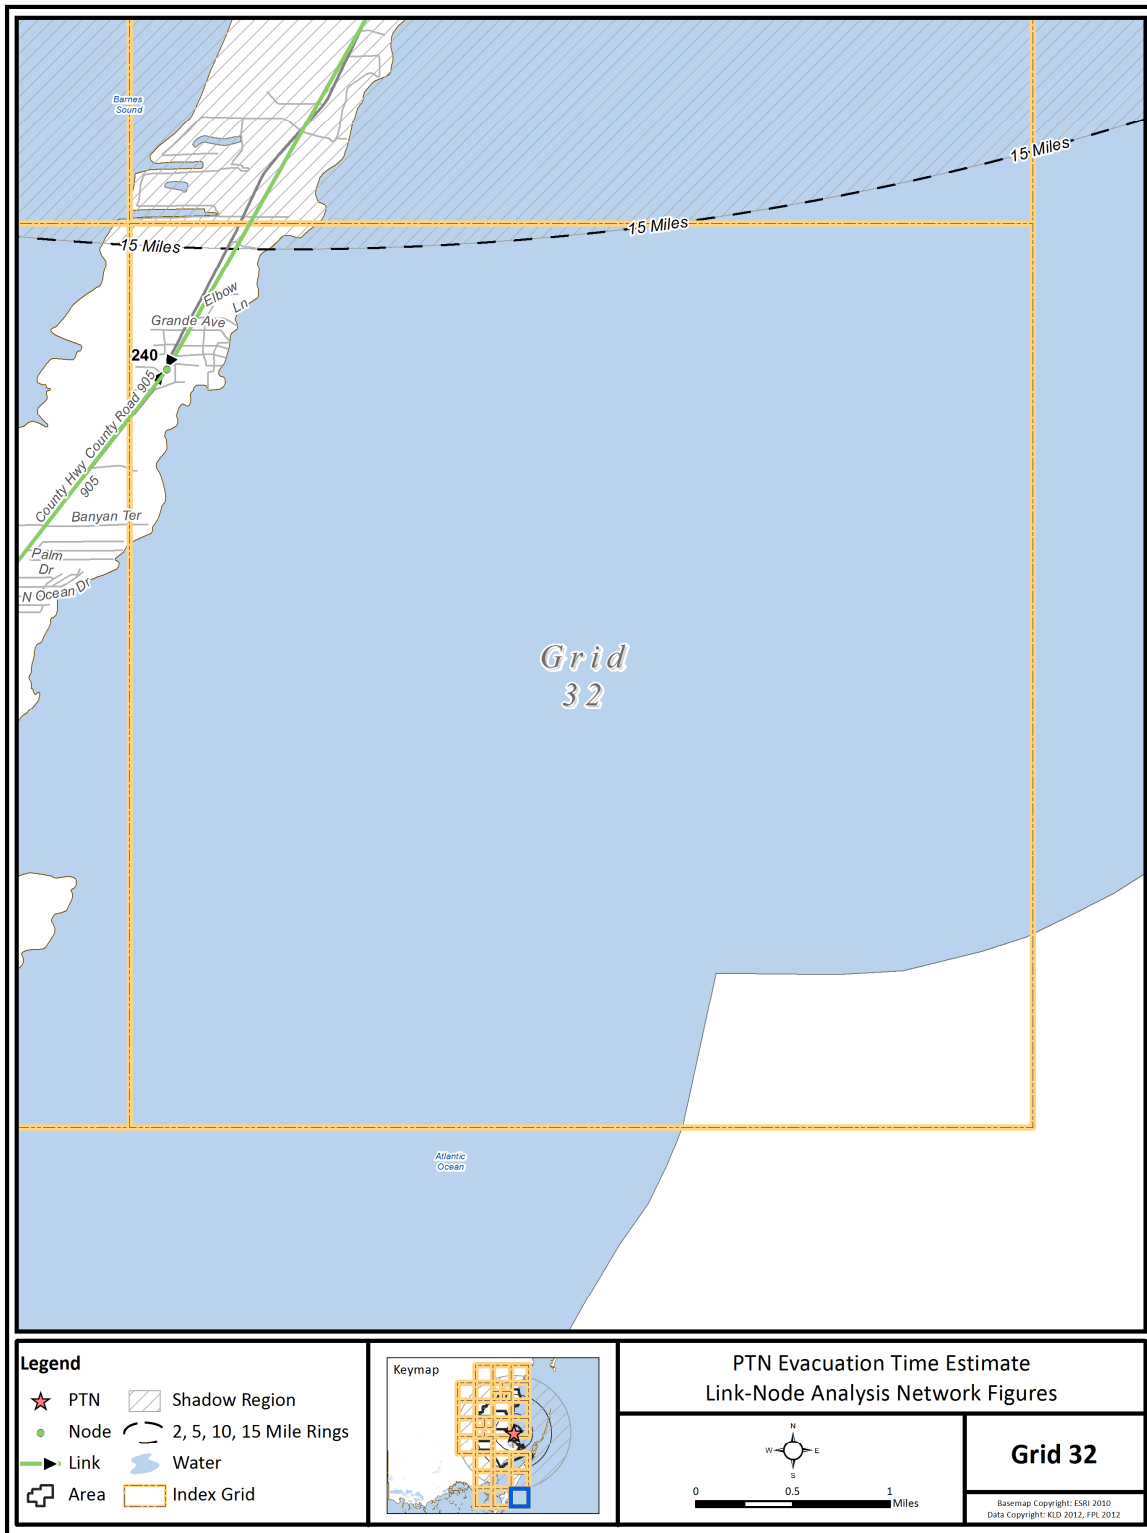 Barnes
Sound
15 Miles
15 Miles
15 Miles
Elbow
Ln
Grande Ave
240
County Hwy County Road 905
905
Banyan Ter
Palm
Dr
N Ocean Dr
Grid
32
Atlantic
Ocean
Legend
PTN
Shadow Region
Node
2, 5, 10, 15 Mile Rings
Link
Water
Area
Index Grid
Keymap
PTN Evacuation Time Estimate
Link-Node Analysis Network Figures
N
W
E
S
0
0.5
1
Miles
Grid 32
Basemap Copyright: ESRI 2010
Data Copyright: KLD 2012, FPL 2012